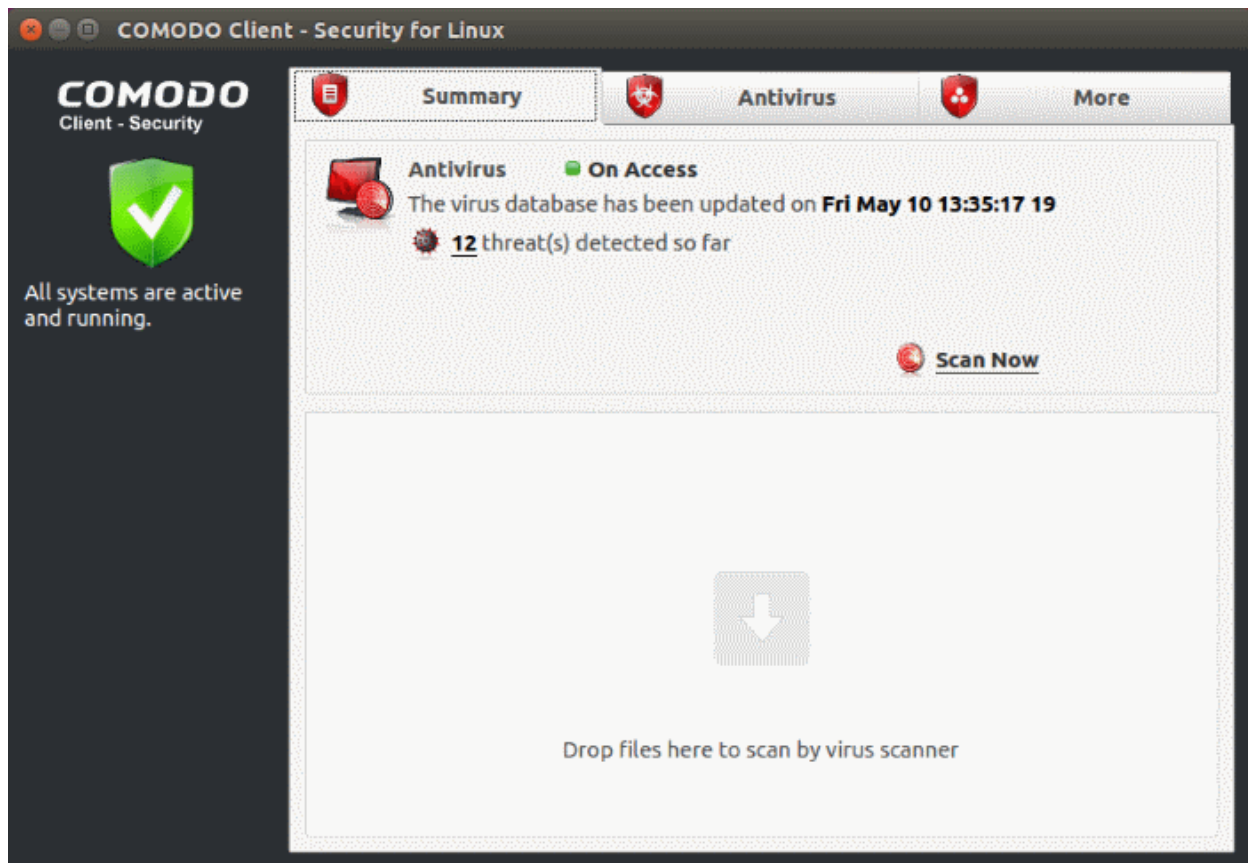 COMODO Client - Security for Linux
COMODO
Client - Security
All systems are active
and running.
Summary
Antivirus
More
Antivirus On Access
The virus database has been updated on Fri May 10 13:35:17 19
12 threat(s) detected so far
Scan Now
Drop files here to scan by virus scanner